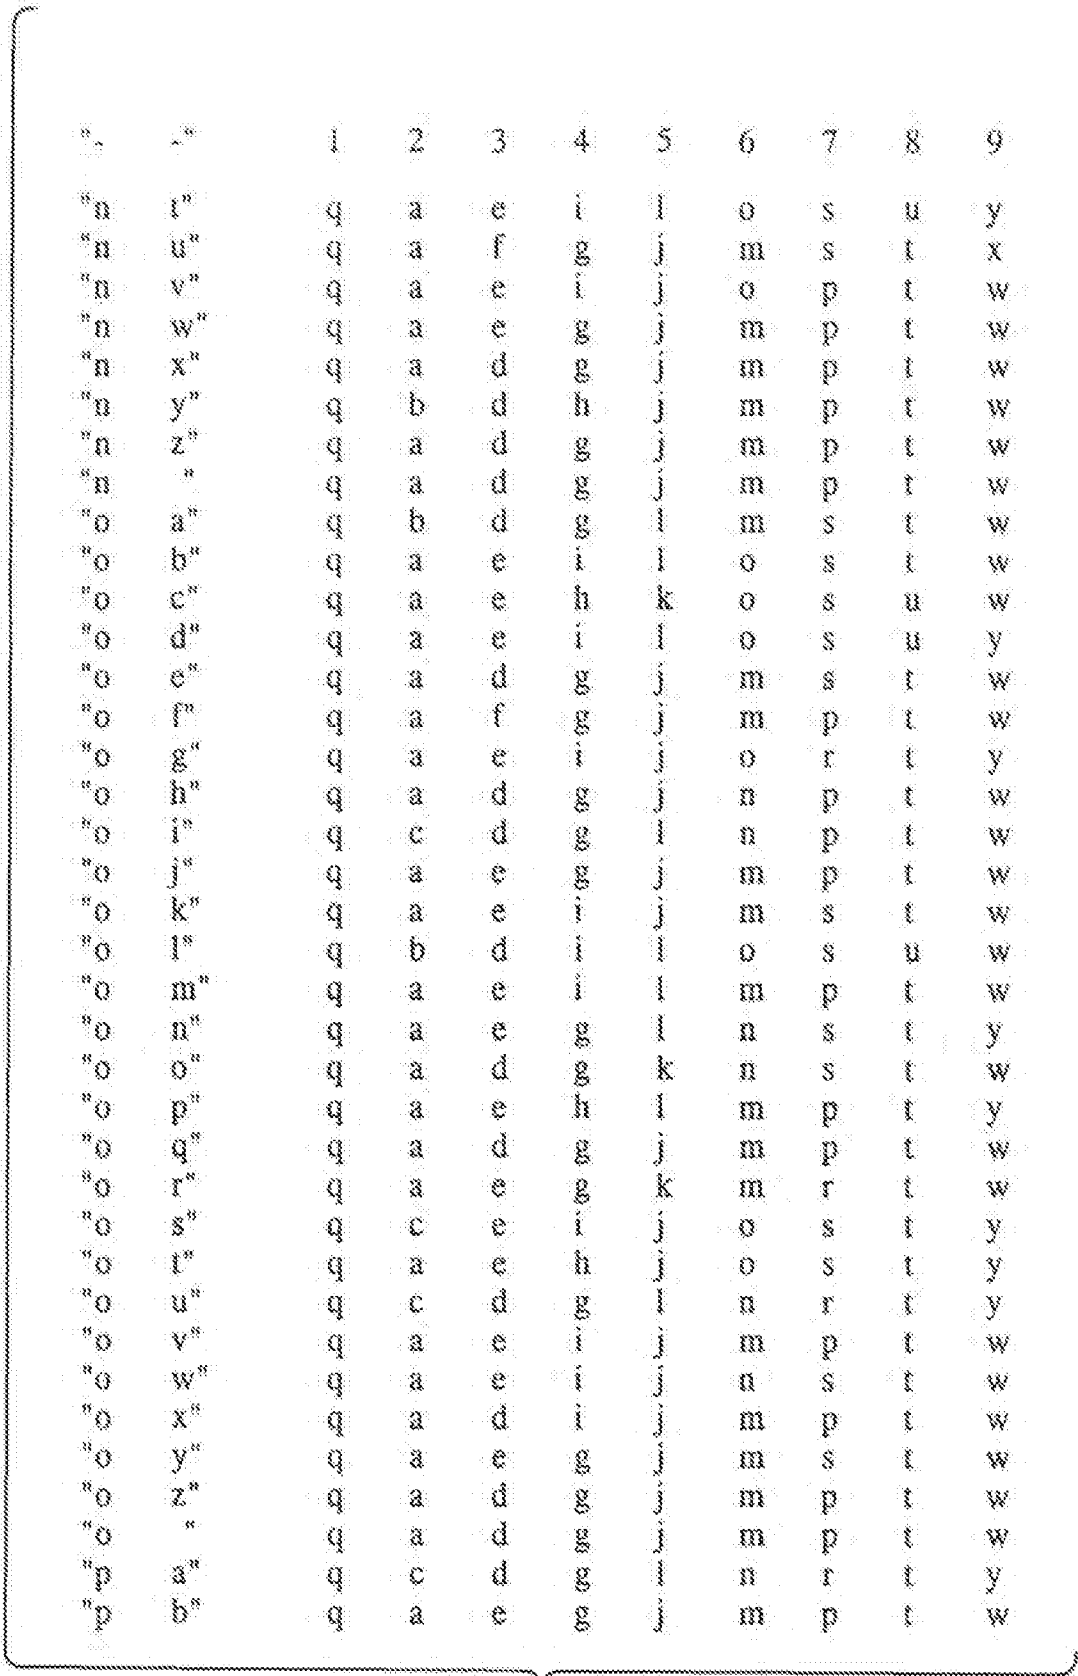 "- -" 1 2 3 4 5 6 7 8 9
"n t" q a e i l o s u y
"n u" q a f g j m s t x
"n v" q a e i j o p t w
"n w" q a e g j m p t w
"n x" q a d g j m p t w
"n y" q b d h j m p t w
"n z" q a d g j m p t w
"n " q a d g j m p t w
"o a" q b d g l m s t w
"o b" q a e i l o s t w
"o c" q a e h k o s u w
"o d" q a e i l o s u y
"o e" q a d g j m s t w
"o f" q a f g j m p t w
"o g" q a e i j o r t y
"o h" q a d g j n p t w
"o i" q c d g l n p t w
"o j" q a e g j m p t w
"o k" q a e i j m s t w
"o l" q b d i l o s u w
"o m" q a e i l m p t w
"o n" q a e g l n s t y
"o o" q a d g k n s t w
"o p" q a e h l m p t y
"o q" q a d g j m p t w
"o r" q a e g k m r t w
"o s" q c e i j o s t y
"o t" q a e h j o s t y
"o u" q c d g l n r t y
"o v" q a e i j m p t w
"o w" q a e i j n s t w
"o x" q a d i j m p t w
"o y" q a e g j m s t w
"o z" q a d g j m p t w
"o " q a d g j m p t w
"p a" q c d g l n r t y
"p b" q a e g j m p t w